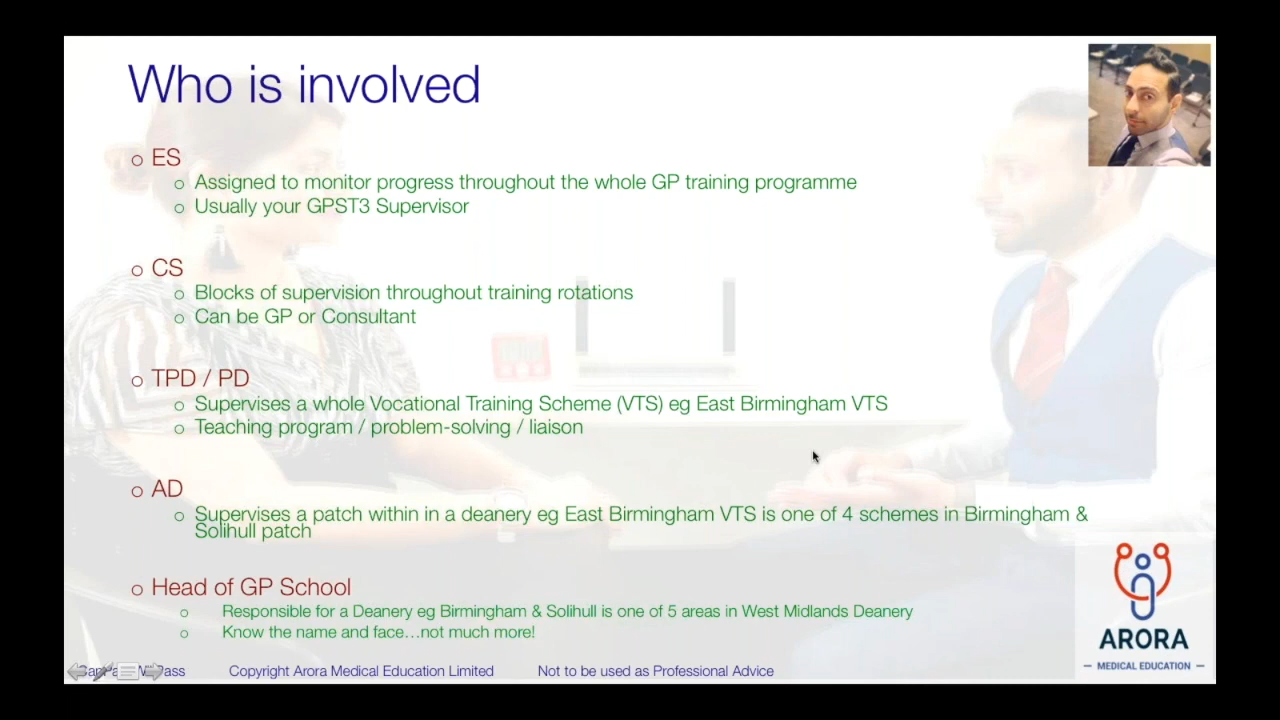 Who is involved
ES
Assigned to monitor progress throughout the whole GP training programme
Usually your GPST3 Supervisor
CS
Blocks of supervision throughout training rotations
Can be GP or Consultant
TPD / PD
Supervises a whole Vocational Training Scheme (VTS) eg East Birmingham VTS
Teaching program / problem-solving / liaison
AD
Supervises a patch within in a deanery eg East Birmingham VTS is one of 4 schemes in Birmingham &
Solihull patch
Head of GP School
Responsible for a Deanery eg Birmingham & Solihull is one of 5 areas in West Midlands Deanery
Know the name and face...not much more!
ARORA
MEDICAL EDUCATION
Copyright Arora Medical Education Limited
Not to be used as Professional Advice